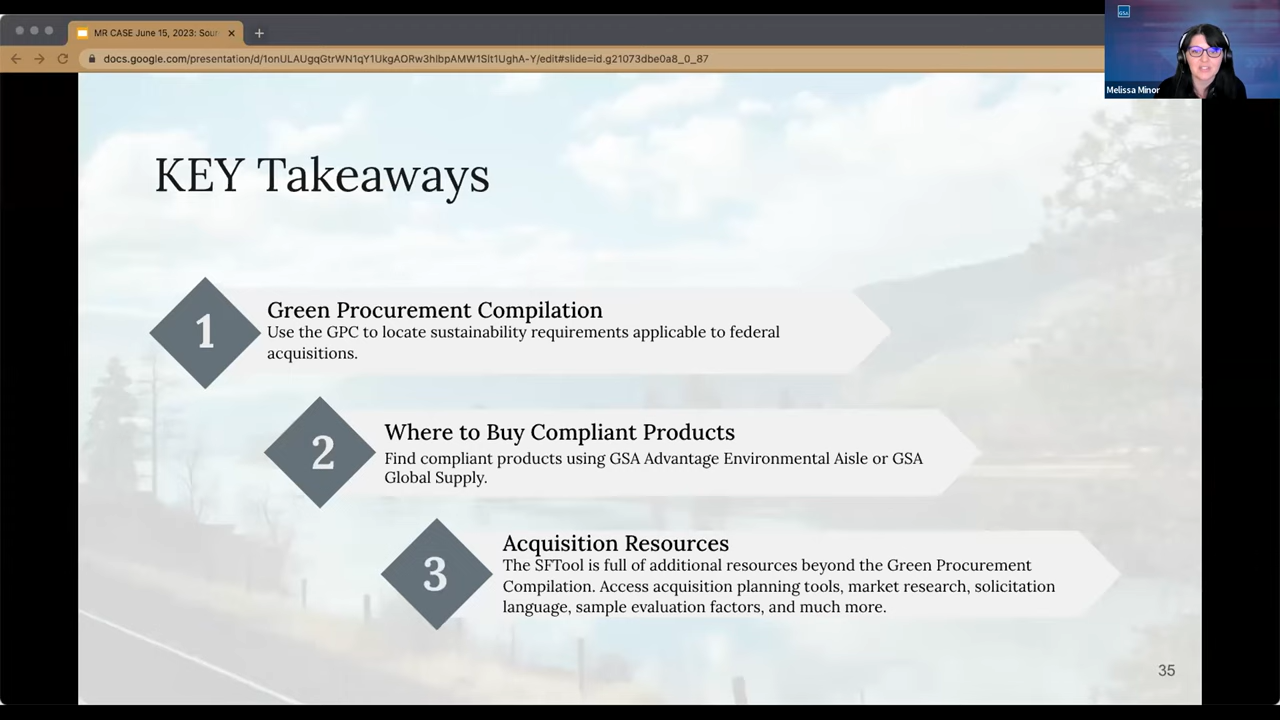 MR CASE June 15, 2023: Sour
docs.google.com/presentation/d/1onULAUgqGtrWN1qY1UkgAORw3hlbpAMW1Slt1UghA-Y/edit#slide=id.g21073dbe0a8_0_87
GSA
Melissa Minor
KEY Takeaways
1
Green Procurement Compilation
Use the GPC to locate sustainability requirements applicable to federal
acquisitions.
2
Where to Buy Compliant Products
Find compliant products using GSA Advantage Environmental Aisle or GSA
Global Supply.
3
Acquisition Resources
The SFTool is full of additional resources beyond the Green Procurement
Compilation. Access acquisition planning tools, market research, solicitation
language, sample evaluation factors, and much more.
35